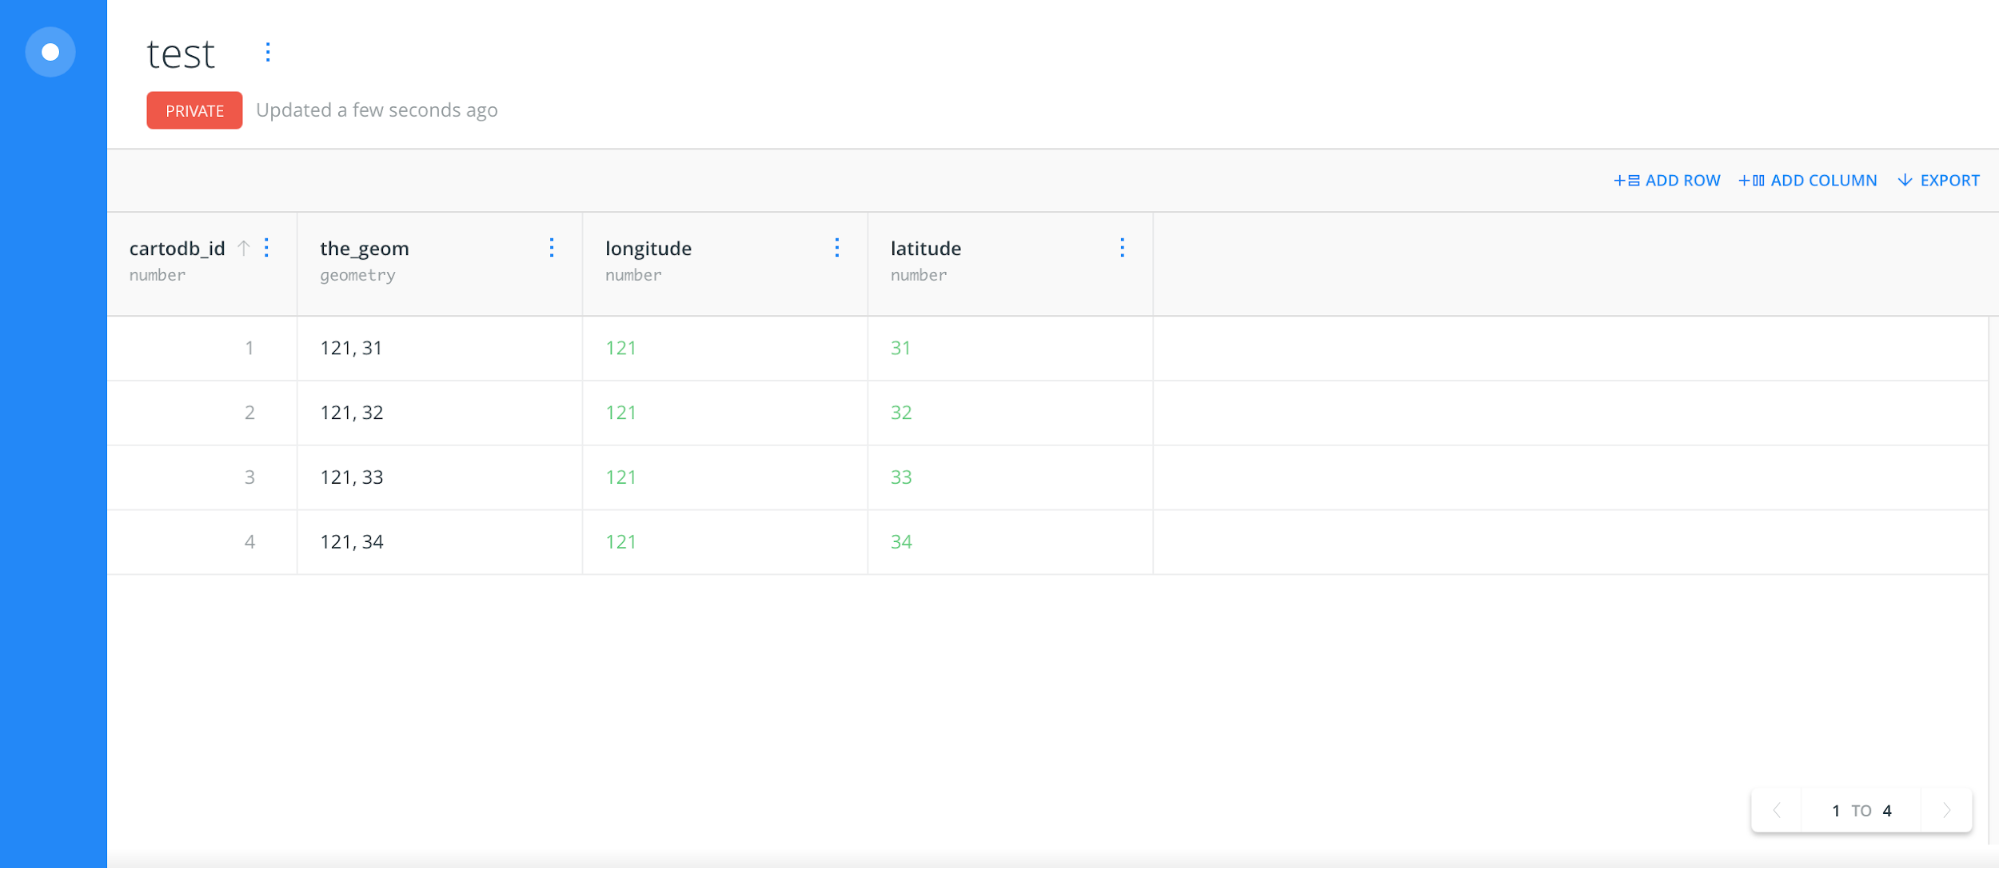 test
PRIVATE Updated a few seconds ago
ADD ROW ADD COLUMN EXPORT
cartodb_id the_geom longitude latitude
number geometry number number
1 121, 31 121 31
2 121, 32 121 32
3 121, 33 121 33
4 121, 34 121 34
1 TO 4